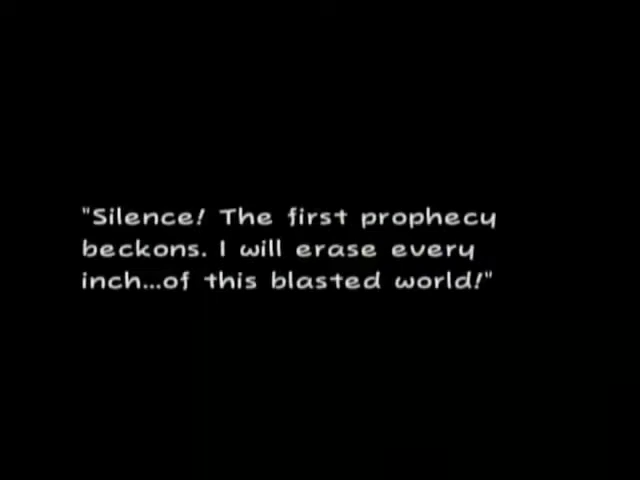 "Silence! The first prophecy
beckons. I will erase every
inch...of this blasted world!"